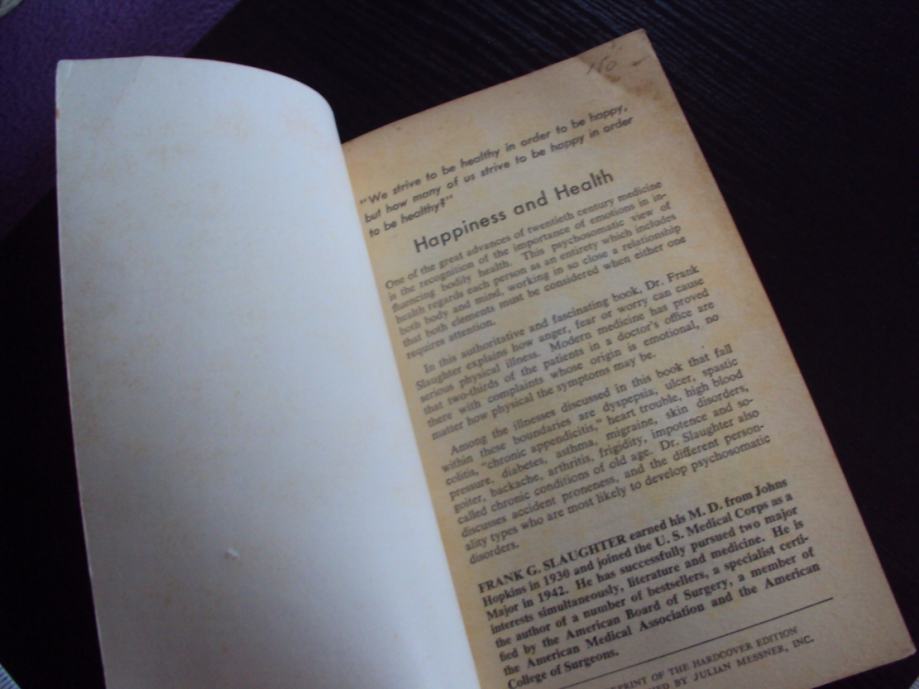 150
"We strive to be healthy in order to be happy,
but how many of us strive to be happy in order
to be healthy?"
Happiness and Health
One of the great advances of twentieth century medicine
is the recognition of the importance of emotions in in-
fluencing bodily health. This psychosomatic view of
health regards each person as an entirety which includes
both body and mind, working in so close a relationship
that both elements must be considered when either one
requires attention.
In this authoritative and fascinating book, Dr. Frank
Slaughter explains how anger, fear or worry can cause
serious physical illness. Modern medicine has proved
that two-thirds of the patients in a doctor's office are
there with complaints whose origin is emotional, no
matter how physical the symptoms may be.
Among the illnesses discussed in this book that fall
within these boundaries are dyspepsia, ulcer, spastic
colitis, "chronic appendicitis," heart trouble, high blood
pressure, diabetes, asthma, migraine, skin disorders,
goiter, backache, arthritis, frigidity, impotence and so-
called chronic conditions of old age. Dr. Slaughter also
discusses accident proneness, and the different person-
ality types who are most likely to develop psychosomatic
disorders.
FRANK G. SLAUGHTER earned his M. D. from Johns
Hopkins in 1930 and joined the U. S. Medical Corps as a
Major in 1942. He has successfully pursued two major
interests simultaneously, literature and medicine. He is
the author of a number of bestsellers, a specialist certi-
fied by the American Board of Surgery, a member of
the American Medical Association and the American
College of Surgeons.
PRINT OF THE HARDCOVER EDITION
BY JULIAN MESSNER, INC.